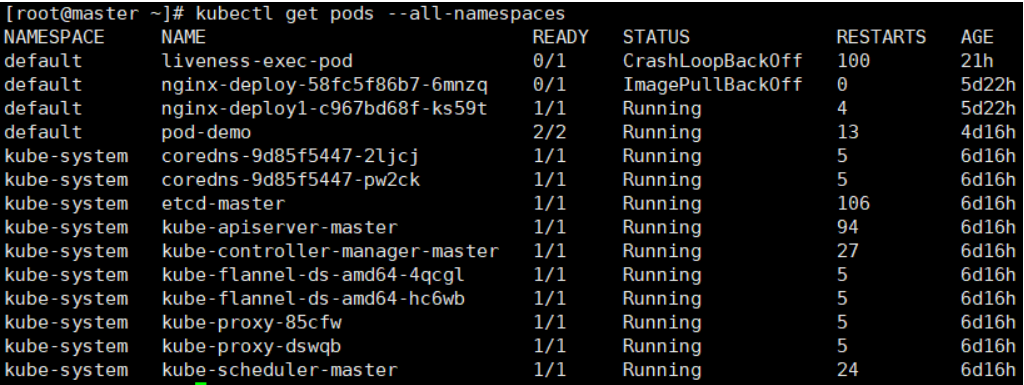 [root@master ~]# kubectl get pods --all-namespaces
NAMESPACE NAME READY STATUS RESTARTS AGE
default liveness-exec-pod 0/1 CrashLoopBackOff 100 21h
default nginx-deploy-58fc5f86b7-6mnzq 0/1 ImagePullBackOff 0 5d22h
default nginx-deploy1-c967bd68f-ks59t 1/1 Running 4 5d22h
default pod-demo 2/2 Running 13 4d16h
kube-system coredns-9d85f5447-2ljcj 1/1 Running 5 6d16h
kube-system coredns-9d85f5447-pw2ck 1/1 Running 5 6d16h
kube-system etcd-master 1/1 Running 106 6d16h
kube-system kube-apiserver-master 1/1 Running 94 6d16h
kube-system kube-controller-manager-master 1/1 Running 27 6d16h
kube-system kube-flannel-ds-amd64-4qcgl 1/1 Running 5 6d16h
kube-system kube-flannel-ds-amd64-hc6wb 1/1 Running 5 6d16h
kube-system kube-proxy-85cfw 1/1 Running 5 6d16h
kube-system kube-proxy-dswqb 1/1 Running 5 6d16h
kube-system kube-scheduler-master 1/1 Running 24 6d16h